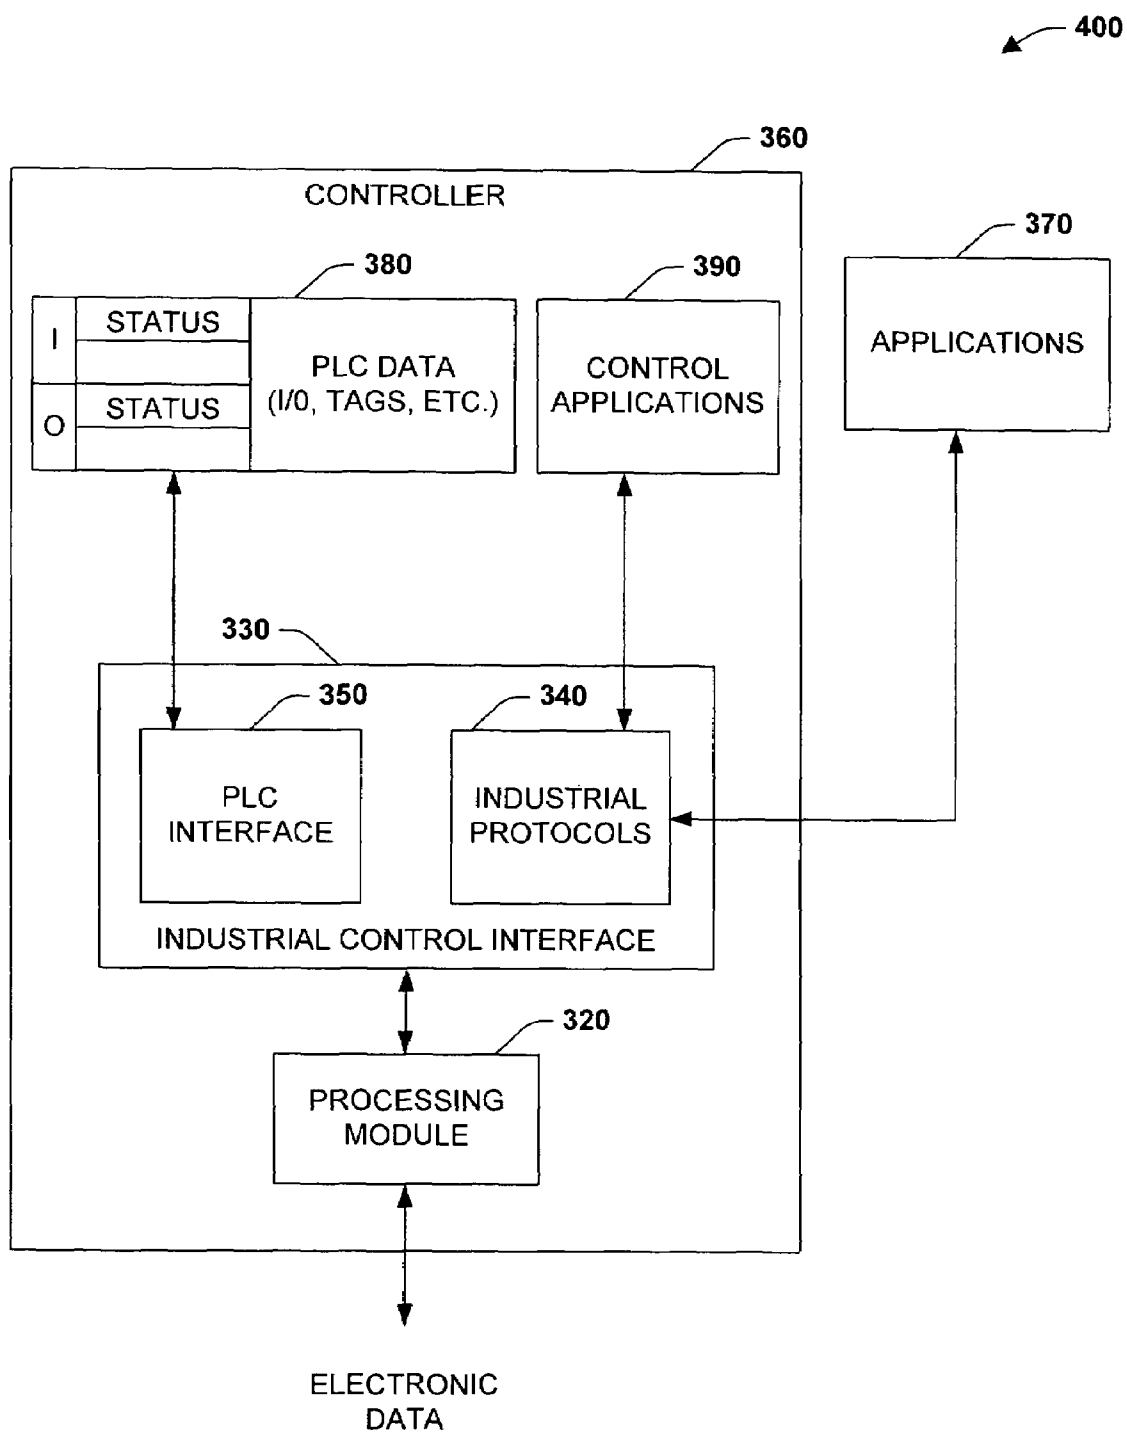 400
360
CONTROLLER
370
380
390
I
STATUS
PLC DATA
(I/0, TAGS, ETC.)
O
STATUS
CONTROL
APPLICATIONS
APPLICATIONS
330
350
340
PLC
INTERFACE
INDUSTRIAL
PROTOCOLS
INDUSTRIAL CONTROL INTERFACE
320
PROCESSING
MODULE
ELECTRONIC
DATA